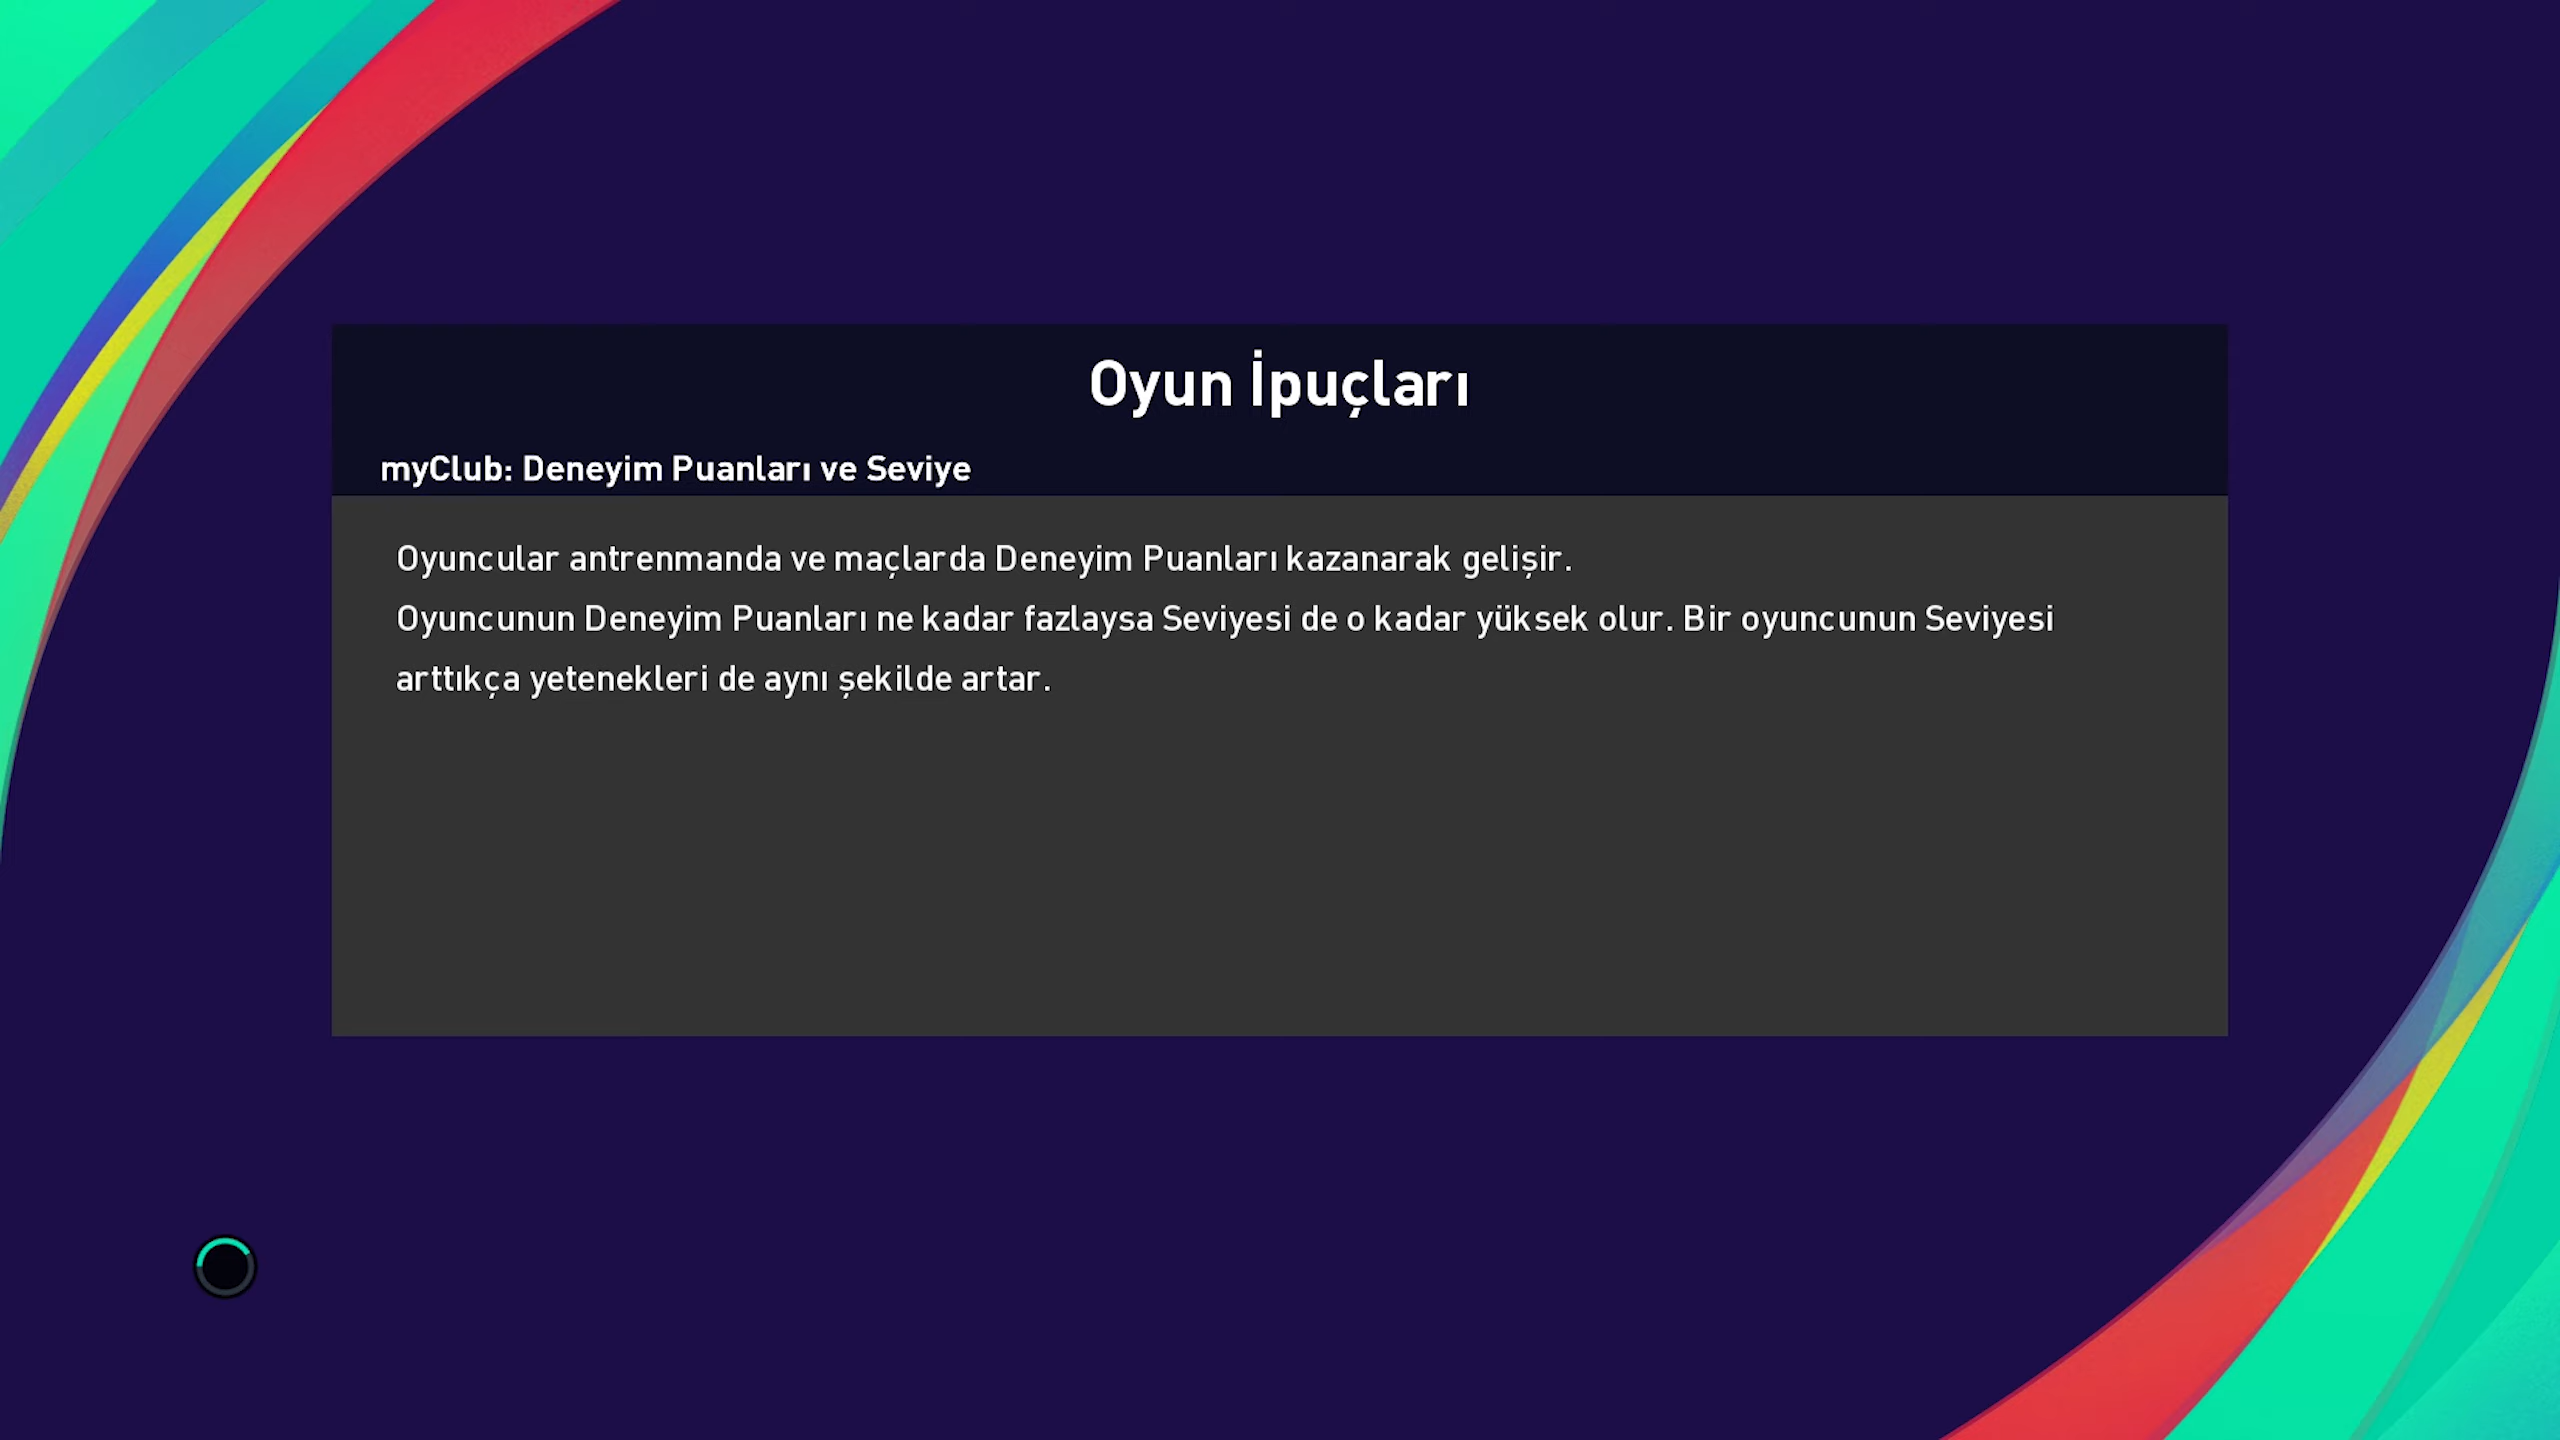 Oyun İpuçları
myClub: Deneyim Puanları ve Seviye
Oyuncular antrenmanda ve maçlarda Deneyim Puanları kazanarak gelişir.
Oyuncunun Deneyim Puanları ne kadar fazlaysa Seviyesi de o kadar yüksek olur. Bir oyuncunun Seviyesi
arttıkça yetenekleri de aynı şekilde artar.